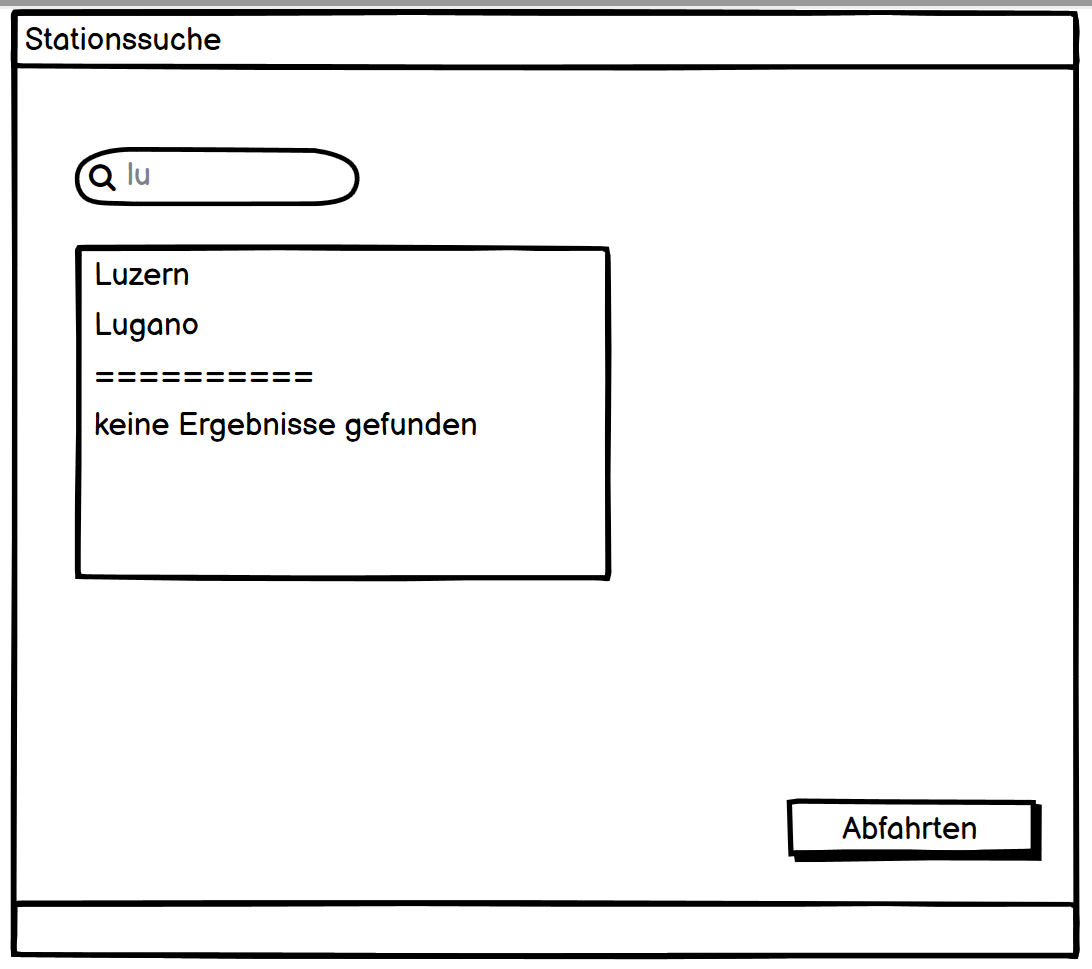 Stationssuche
lu
Luzern
Lugano
==========
keine Ergebnisse gefunden
Abfahrten